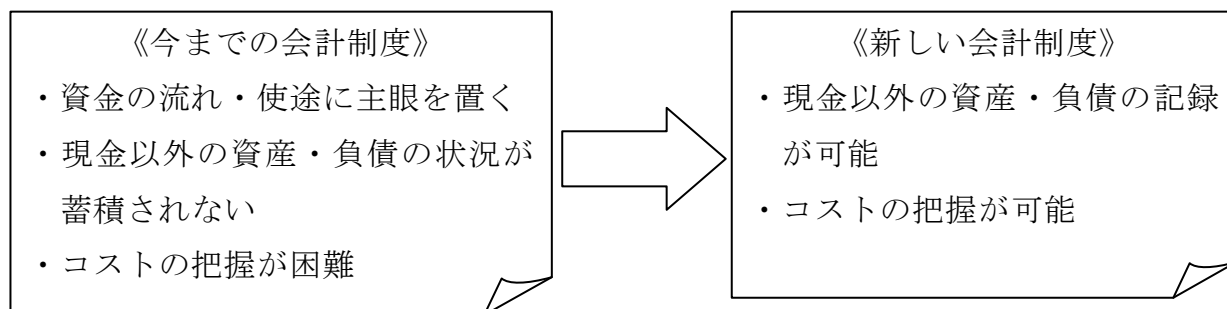 《今までの会計制度》
・資金の流れ・使途に主眼を置く
・現金以外の資産・負債の状況が
蓄積されない
・コストの把握が困難
《新しい会計制度》
・現金以外の資産・負債の記録
が可能
・コストの把握が可能